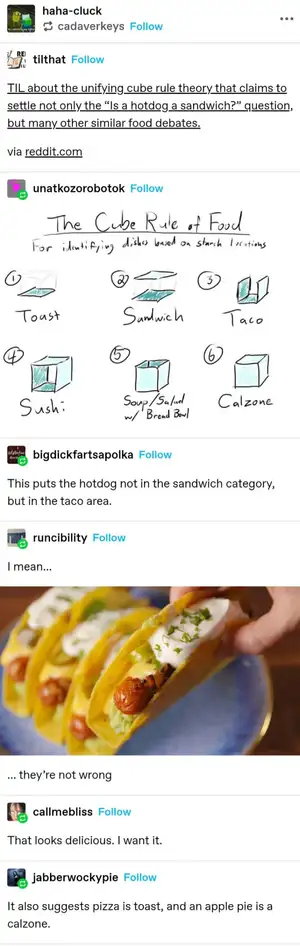 haha-cluck
cadaverkeys Follow
tilthat Follow
TIL about the unifying cube rule theory that claims to
settle not only the “Is a hotdog a sandwich?” question,
but many other similar food debates.
via reddit.com
unatkozorobotok Follow
The Cube Rule of Food
For identifying dishes based on starch locations
1
2
3
Toast
Sandwich
Taco
4
5
6
Sushi
Soup/Salad
w/ Bread Bowl
Calzone
bigdickfartsapolka Follow
This puts the hotdog not in the sandwich category,
but in the taco area.
runcibility Follow
I mean...
... they're not wrong
callmebliss Follow
That looks delicious. I want it.
jabberwockypie Follow
It also suggests pizza is toast, and an apple pie is a
calzone.